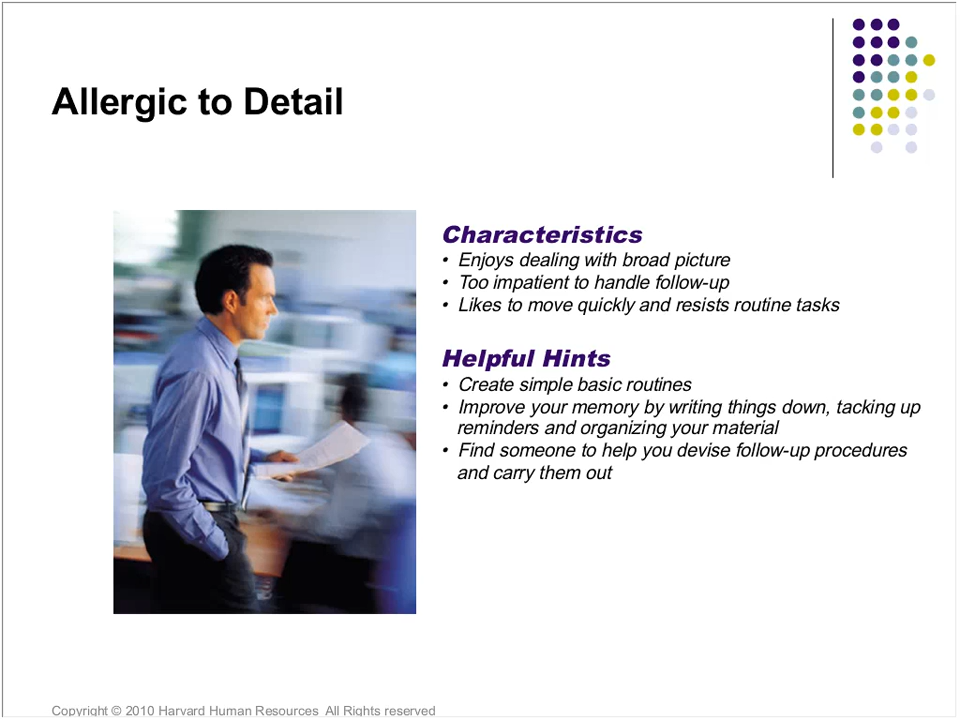 Allergic to Detail
Characteristics
• Enjoys dealing with broad picture
• Too impatient to handle follow-up
• Likes to move quickly and resists routine tasks
Helpful Hints
• Create simple basic routines
• Improve your memory by writing things down, tacking up
reminders and organizing your material
• Find someone to help you devise follow-up procedures
and carry them out
Copyright © 2010 Harvard Human Resources  All Rights reserved